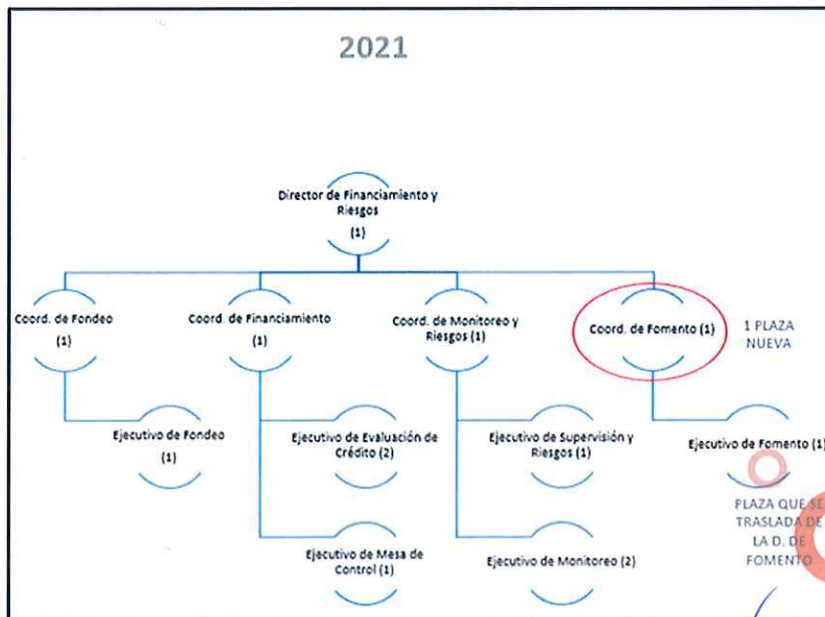 2021
Director de Financiamiento y
Riesgos
(1)
Coord. de Fondeo
(1)
Coord. de Financiamiento
(1)
Coord. de Monitoreo y
Riesgos (1)
Coord. de Fomento (1)
1 PLAZA
NUEVA
Ejecutivo de Fondeo
(1)
Ejecutivo de Evaluación de
Crédito (2)
Ejecutivo de Supervisión y
Riesgos (1)
Ejecutivo de Fomento (1)
PLAZA QUE SE
TRASLADA DE
LA D. DE
FOMENTO
Ejecutivo de Mesa de
Control (1)
Ejecutivo de Monitoreo (2)